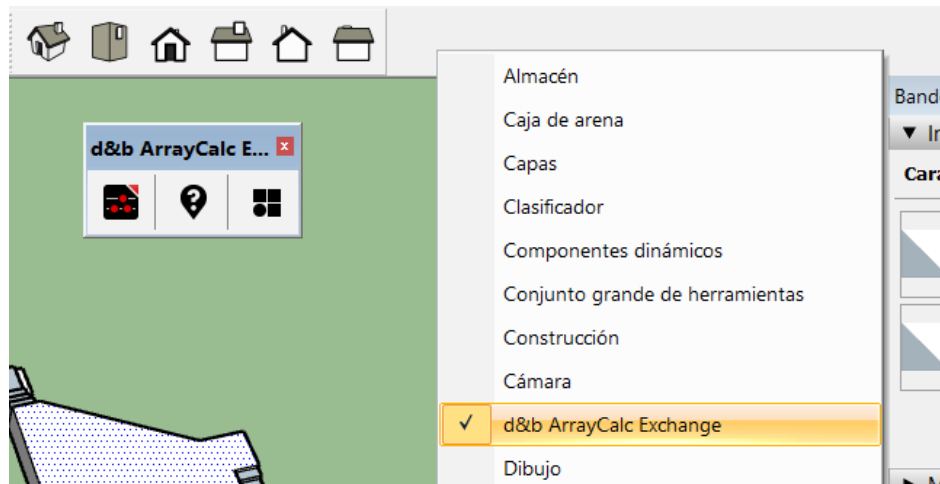 Almacén
Band
Caja de arena
d&b ArrayCalc E...
Capas
Cara
Clasificador
Componentes dinámicos
Conjunto grande de herramientas
Construcción
Cámara
d&b ArrayCalc Exchange
Dibujo